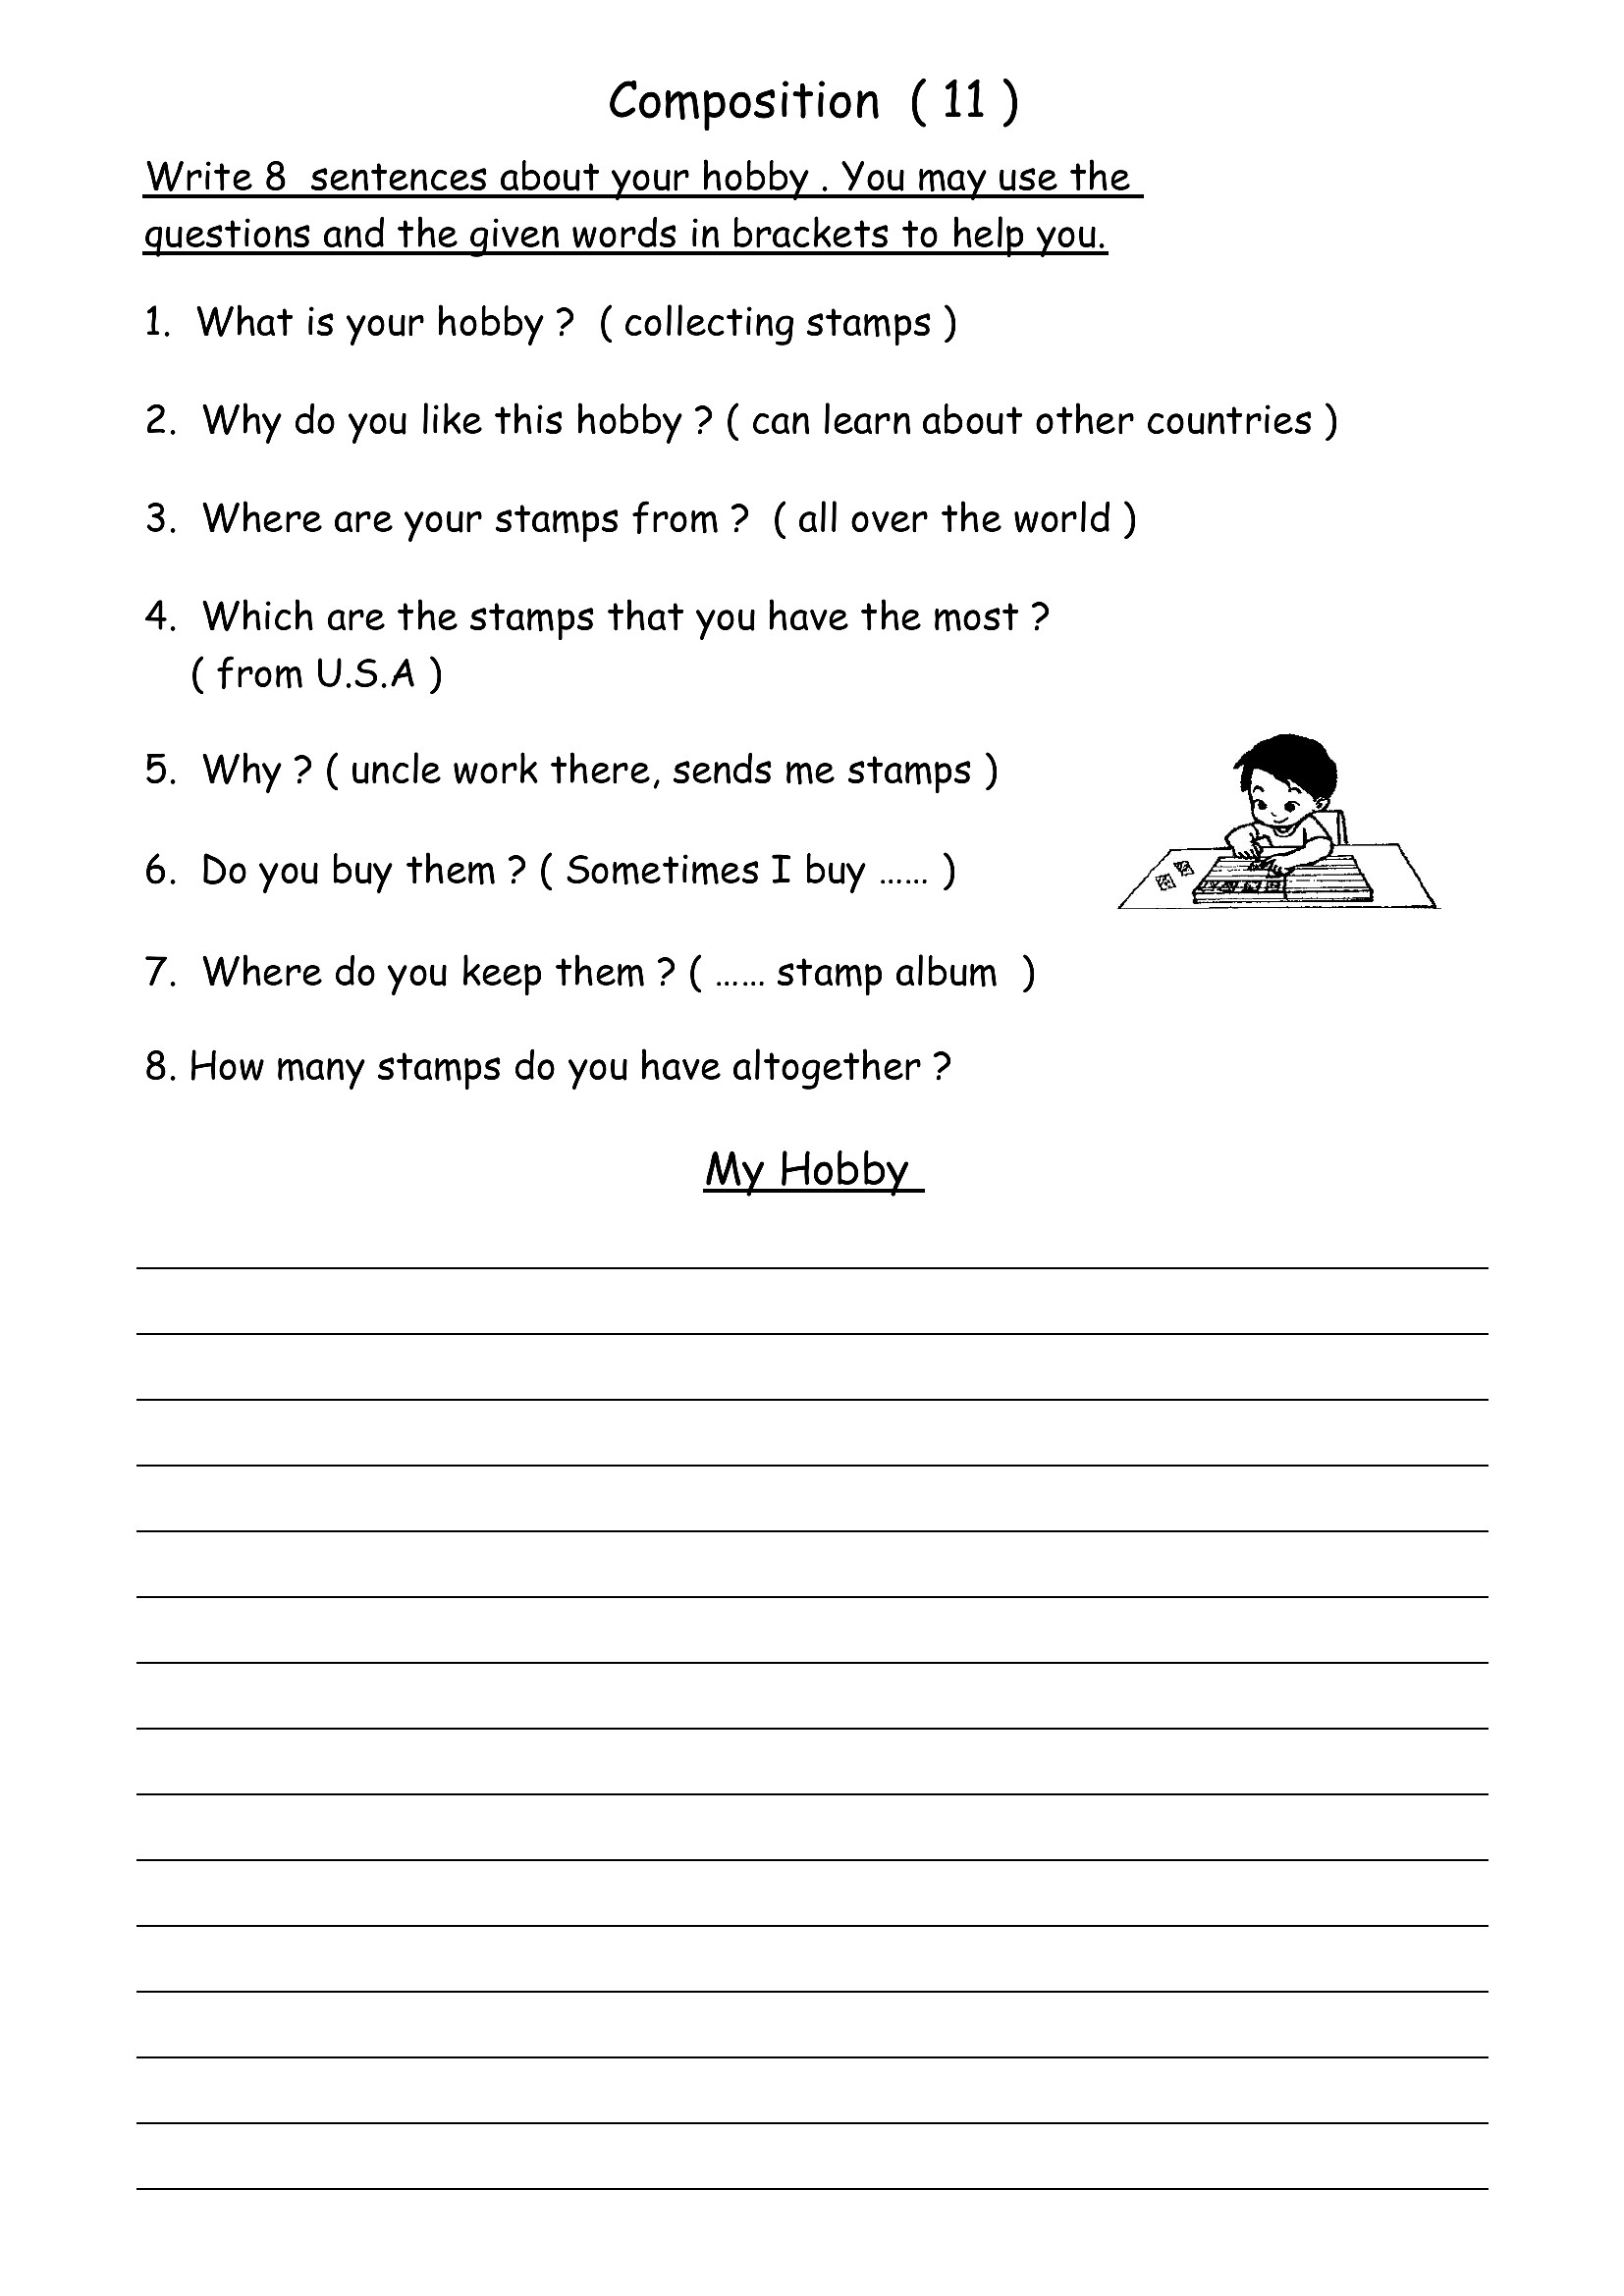 Composition ( 11 )
Write 8 sentences about your hobby . You may use the
questions and the given words in brackets to help you.
1. What is your hobby ? ( collecting stamps )
2. Why do you like this hobby ? ( can learn about other countries )
3. Where are your stamps from ? ( all over the world )
4. Which are the stamps that you have the most ?
( from U.S.A )
5. Why ? ( uncle work there, sends me stamps )
6. Do you buy them ? ( Sometimes I buy …… )
7. Where do you keep them ? ( …… stamp album )
8. How many stamps do you have altogether ?
My Hobby